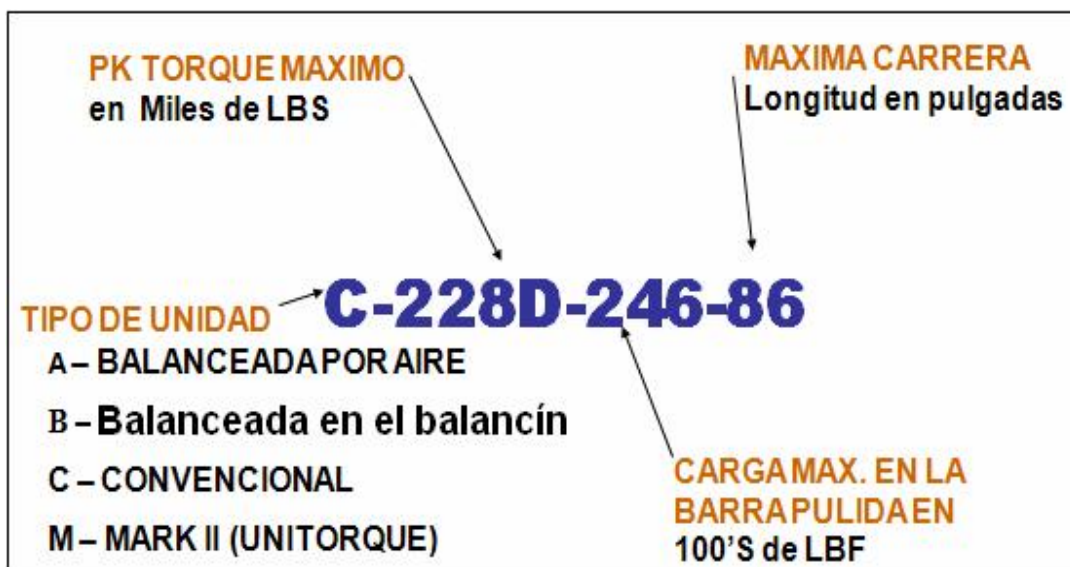 PK TORQUE MAXIMO
en Miles de LBS
MAXIMA CARRERA
Longitud en pulgadas
C-228D-246-86
TIPO DE UNIDAD
A – BALANCEADA POR AIRE
B – Balanceada en el balancín
C – CONVENCIONAL
M – MARK II (UNITORQUE)
CARGA MAX. EN LA
BARRA PULIDA EN
100'S de LBF